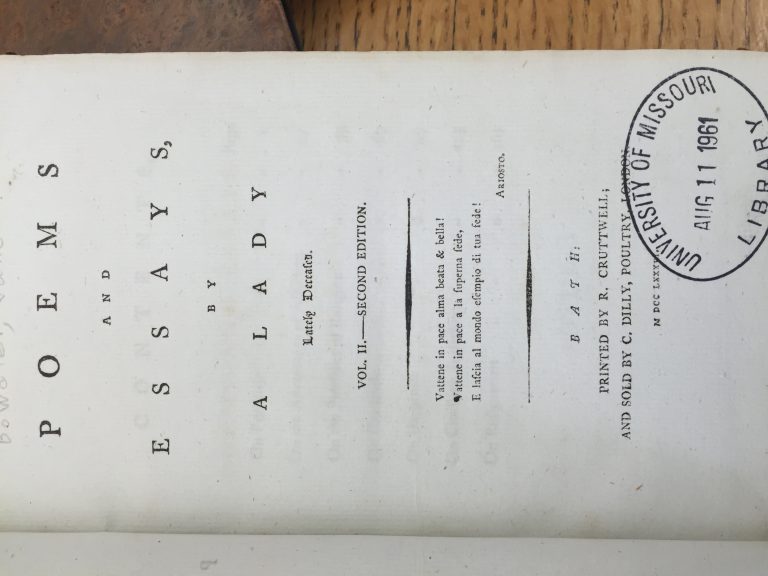 POEMS
AND
ESSAYS,
BY
A LADY
Lately Deceased.
VOL. II.—SECOND EDITION.
Vattene in pace alma beata & bella!
Vattene in pace a la ſuperna ſede,
E laſcia al mondo eſempio di tua fede!
ARIOSTO.
BATH:
PRINTED BY R. CRUTTWELL;
AND SOLD BY C. DILLY, POULTRY, LONDON.
UNIVERSITY OF MISSOURI
AUG 11 1961
LIBRARY